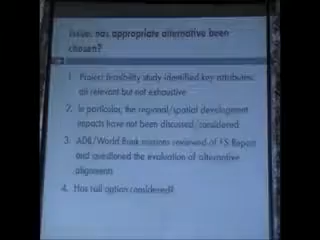 Issue: has appropriate alternative been
chosen?
1. Project feasibility study identified key attributes:
all relevant but not exhaustive
2. In particular, the regional/spatial development
impacts have not been discussed/considered
3. ADB/World Bank missions reviewed of FS Report
and questioned the evaluation of alternative
alignments
4. Has rail option considered?